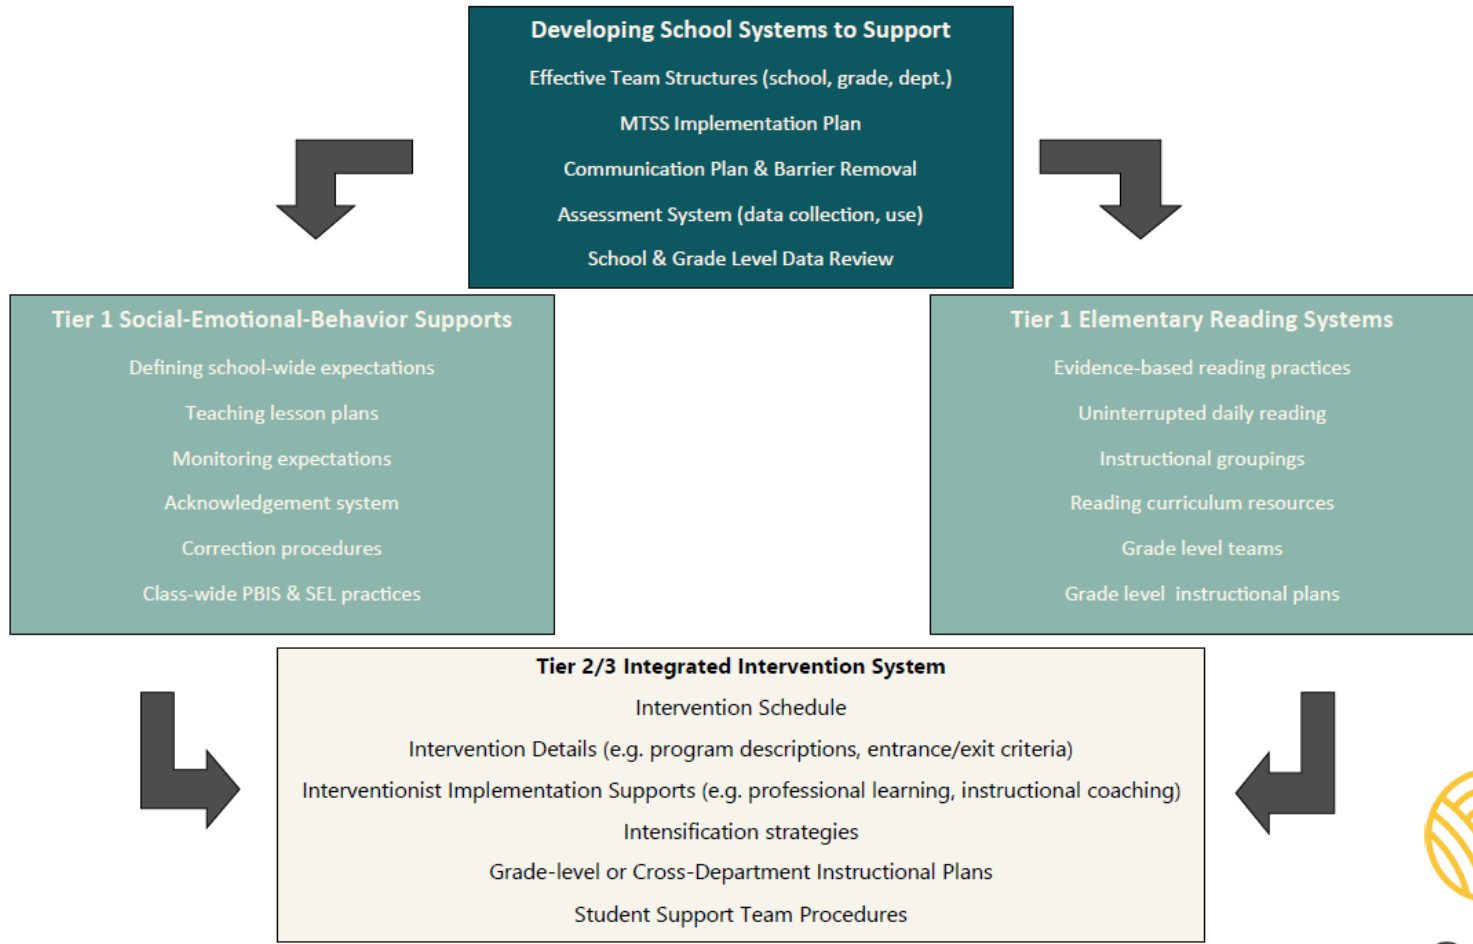 Developing School Systems to Support
Effective Team Structures (school, grade, dept.)
MTSS Implementation Plan
Communication Plan & Barrier Removal
Assessment System (data collection, use)
School & Grade Level Data Review
Tier 1 Social-Emotional-Behavior Supports
Defining school-wide expectations
Teaching lesson plans
Monitoring expectations
Acknowledgement system
Correction procedures
Class-wide PBIS & SEL practices
Tier 1 Elementary Reading Systems
Evidence-based reading practices
Uninterrupted daily reading
Instructional groupings
Reading curriculum resources
Grade level teams
Grade level  instructional plans
Tier 2/3 Integrated Intervention System
Intervention Schedule
Intervention Details (e.g. program descriptions, entrance/exit criteria)
Interventionist Implementation Supports (e.g. professional learning, instructional coaching)
Intensification strategies
Grade-level or Cross-Department Instructional Plans
Student Support Team Procedures